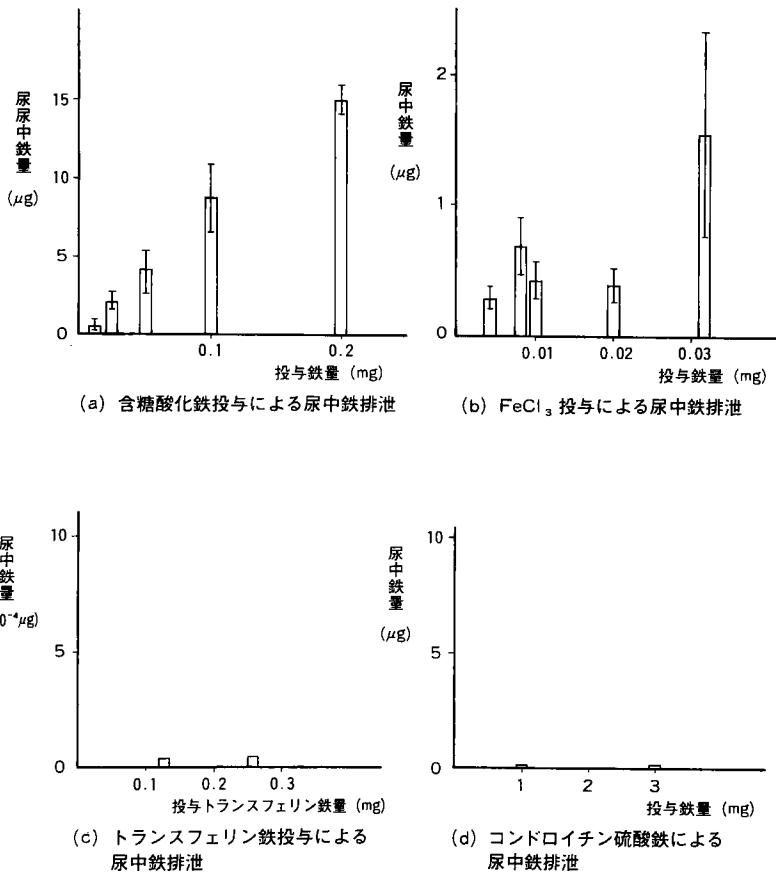 尿尿中鉄量
(μg)
15
10
5
0
0.1
0.2
投与鉄量 (mg)
(a) 含糖酸化鉄投与による尿中鉄排泄
尿中鉄量
(μg)
2
1
0
0.01
0.02
0.03
投与鉄量 (mg)
(b) FeCl₃ 投与による尿中鉄排泄
尿中鉄量
0⁻⁴μg)
10
5
0
0.1
0.2
0.3
投与トランスフェリン鉄量 (mg)
(c) トランスフェリン鉄投与による
尿中鉄排泄
尿中鉄量
(μg)
10
5
0
1
2
3
投与鉄量 (mg)
(d) コンドロイチン硫酸鉄による
尿中鉄排泄